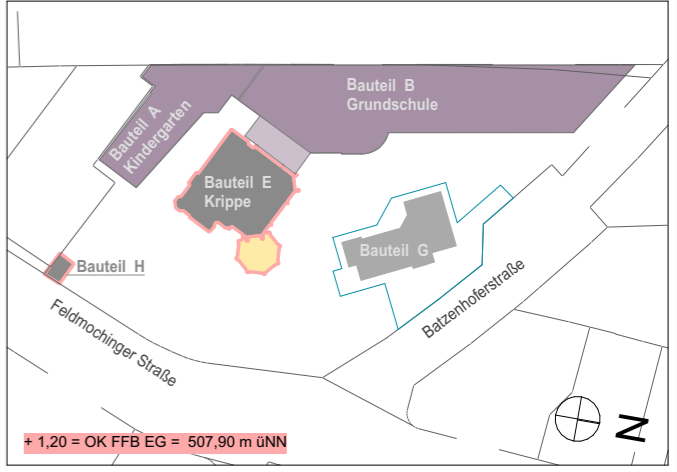 Bauteil B
Grundschule
Bauteil A
Kindergarten
Bauteil E
Krippe
Bauteil G
Bauteil H
Feldmochinger Straße
Batzenhoferstraße
N
+ 1,20 = OK FFB EG = 507,90 m üNN